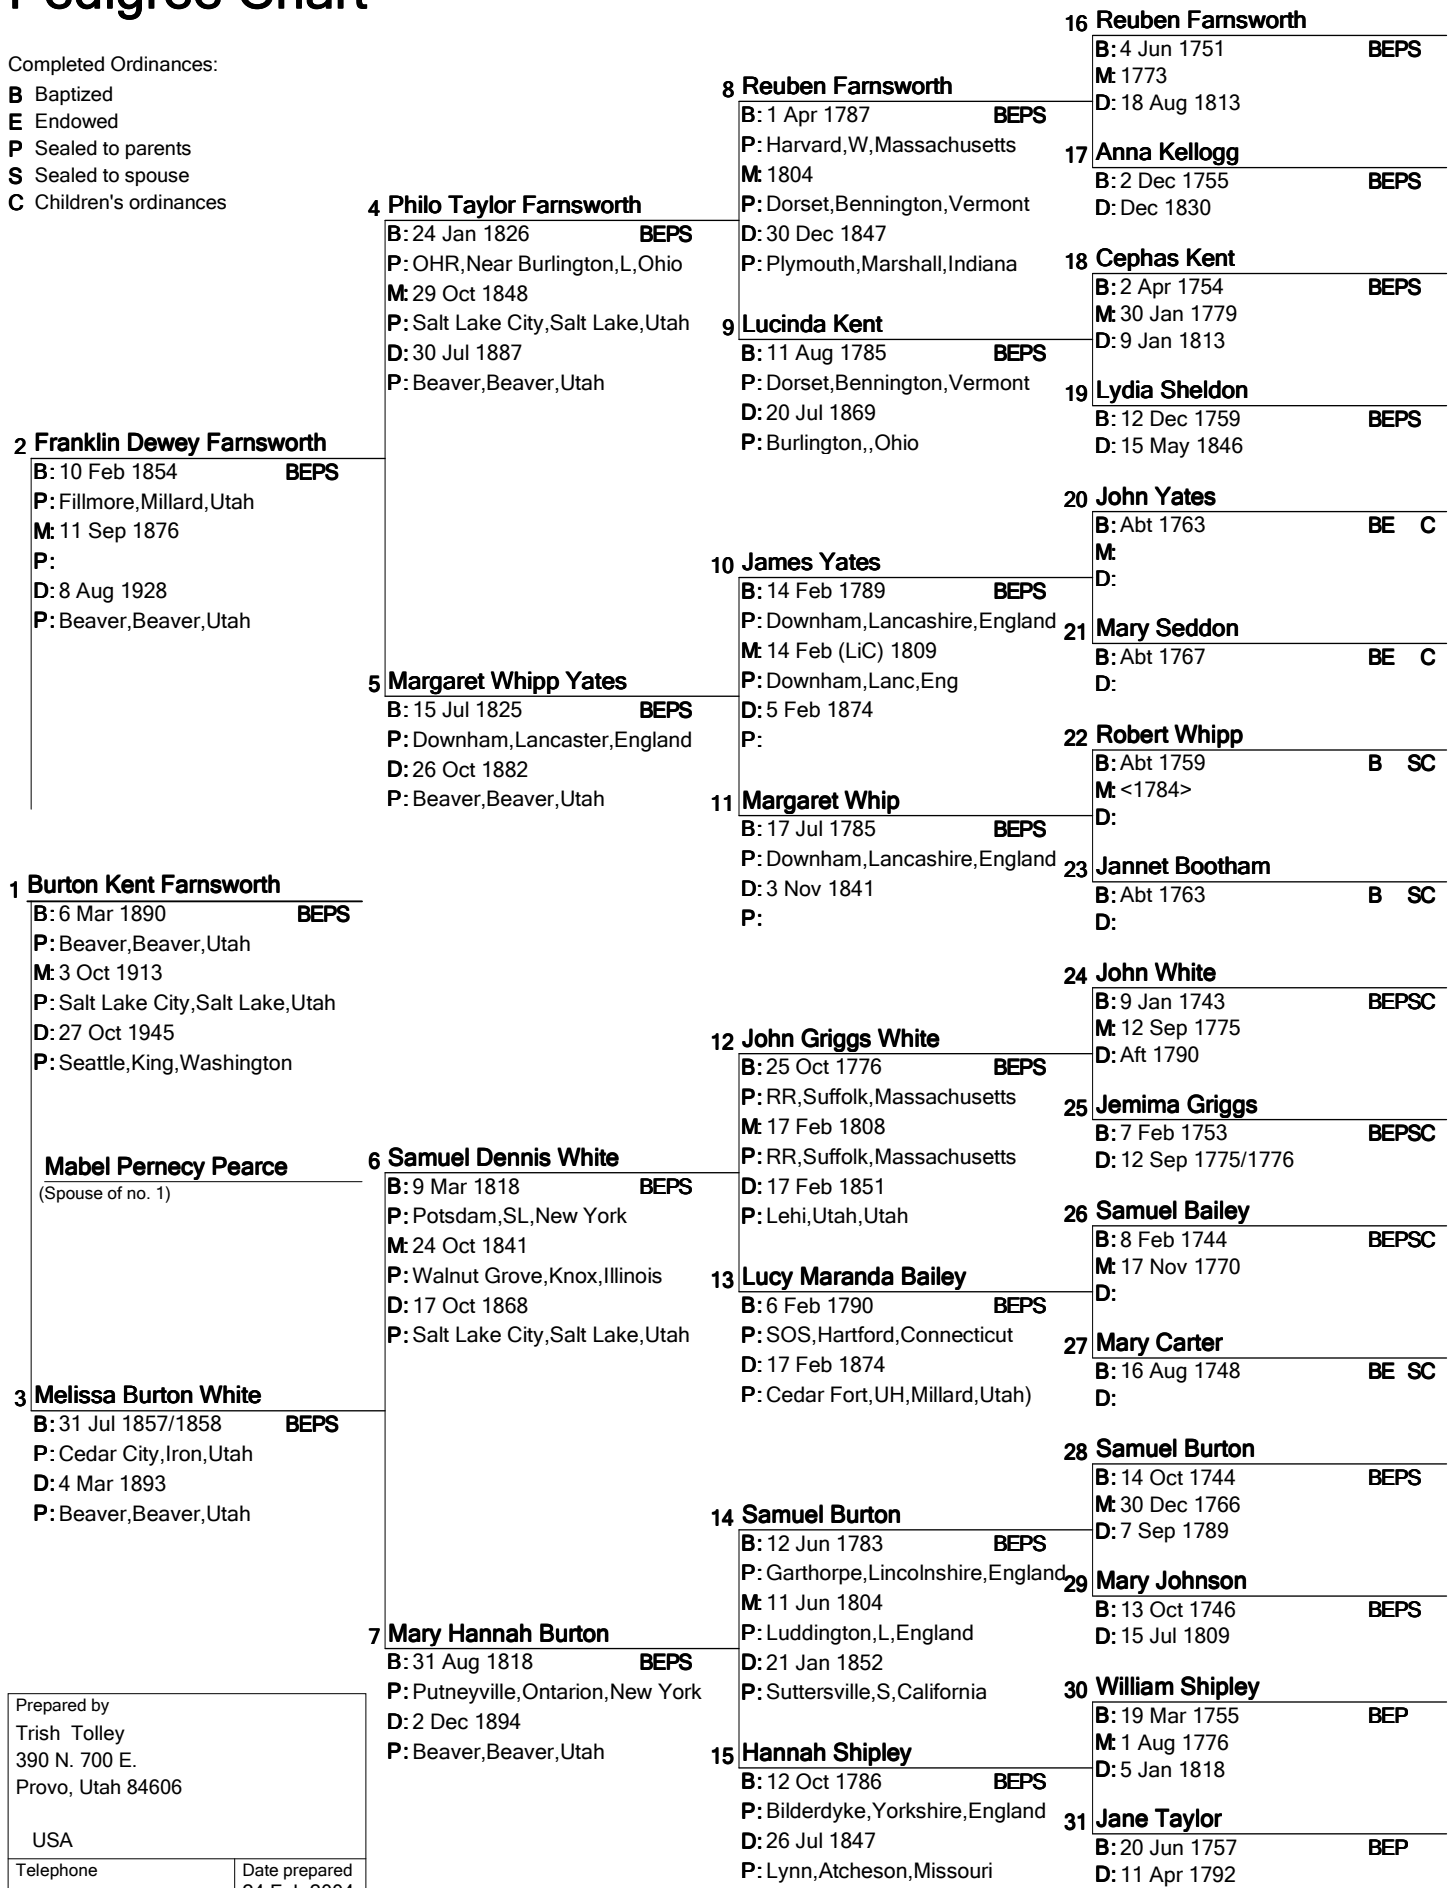 Pedigree Chart
Completed Ordinances:
B Baptized
E Endowed
P Sealed to parents
S Sealed to spouse
C Children's ordinances
2 Franklin Dewey Farnsworth
B: 10 Feb 1854 BEPS
P: Fillmore,Millard,Utah
M: 11 Sep 1876
P:
D: 8 Aug 1928
P: Beaver,Beaver,Utah
1 Burton Kent Farnsworth
B: 6 Mar 1890 BEPS
P: Beaver,Beaver,Utah
M: 3 Oct 1913
P: Salt Lake City,Salt Lake,Utah
D: 27 Oct 1945
P: Seattle,King,Washington
Mabel Pernecy Pearce
(Spouse of no. 1)
3 Melissa Burton White
B: 31 Jul 1857/1858 BEPS
P: Cedar City,Iron,Utah
D: 4 Mar 1893
P: Beaver,Beaver,Utah
Prepared by
Trish Tolley
390 N. 700 E.
Provo, Utah 84606
USA
Telephone
Date prepared
4 Philo Taylor Farnsworth
B: 24 Jan 1826 BEPS
P: OHR,Near Burlington,L,Ohio
M: 29 Oct 1848
P: Salt Lake City,Salt Lake,Utah
D: 30 Jul 1887
P: Beaver,Beaver,Utah
5 Margaret Whipp Yates
B: 15 Jul 1825 BEPS
P: Downham,Lancaster,England
D: 26 Oct 1882
P: Beaver,Beaver,Utah
6 Samuel Dennis White
B: 9 Mar 1818 BEPS
P: Potsdam,SL,New York
M: 24 Oct 1841
P: Walnut Grove,Knox,Illinois
D: 17 Oct 1868
P: Salt Lake City,Salt Lake,Utah
7 Mary Hannah Burton
B: 31 Aug 1818 BEPS
P: Putneyville,Ontarion,New York
D: 2 Dec 1894
P: Beaver,Beaver,Utah
8 Reuben Farnsworth
B: 1 Apr 1787 BEPS
P: Harvard,W,Massachusetts
M: 1804
P: Dorset,Bennington,Vermont
D: 30 Dec 1847
P: Plymouth,Marshall,Indiana
9 Lucinda Kent
B: 11 Aug 1785 BEPS
P: Dorset,Bennington,Vermont
D: 20 Jul 1869
P: Burlington,,Ohio
10 James Yates
B: 14 Feb 1789 BEPS
P: Downham,Lancashire,England
M: 14 Feb (LiC) 1809
P: Downham,Lanc,Eng
D: 5 Feb 1874
P:
11 Margaret Whip
B: 17 Jul 1785 BEPS
P: Downham,Lancashire,England
D: 3 Nov 1841
P:
12 John Griggs White
B: 25 Oct 1776 BEPS
P: RR,Suffolk,Massachusetts
M: 17 Feb 1808
P: RR,Suffolk,Massachusetts
D: 17 Feb 1851
P: Lehi,Utah,Utah
13 Lucy Maranda Bailey
B: 6 Feb 1790 BEPS
P: SOS,Hartford,Connecticut
D: 17 Feb 1874
P: Cedar Fort,UH,Millard,Utah)
14 Samuel Burton
B: 12 Jun 1783 BEPS
P: Garthorpe,Lincolnshire,England
M: 11 Jun 1804
P: Luddington,L,England
D: 21 Jan 1852
P: Suttersville,S,California
15 Hannah Shipley
B: 12 Oct 1786 BEPS
P: Bilderdyke,Yorkshire,England
D: 26 Jul 1847
P: Lynn,Atcheson,Missouri
16 Reuben Farnsworth
B: 4 Jun 1751 BEPS
M: 1773
D: 18 Aug 1813
17 Anna Kellogg
B: 2 Dec 1755 BEPS
D: Dec 1830
18 Cephas Kent
B: 2 Apr 1754 BEPS
M: 30 Jan 1779
D: 9 Jan 1813
19 Lydia Sheldon
B: 12 Dec 1759 BEPS
D: 15 May 1846
20 John Yates
B: Abt 1763 BE C
M:
D:
21 Mary Seddon
B: Abt 1767 BE C
D:
22 Robert Whipp
B: Abt 1759 B SC
M: <1784>
D:
23 Jannet Bootham
B: Abt 1763 B SC
D:
24 John White
B: 9 Jan 1743 BEPSC
M: 12 Sep 1775
D: Aft 1790
25 Jemima Griggs
B: 7 Feb 1753 BEPSC
D: 12 Sep 1775/1776
26 Samuel Bailey
B: 8 Feb 1744 BEPSC
M: 17 Nov 1770
D:
27 Mary Carter
B: 16 Aug 1748 BE SC
D:
28 Samuel Burton
B: 14 Oct 1744 BEPS
M: 30 Dec 1766
D: 7 Sep 1789
29 Mary Johnson
B: 13 Oct 1746 BEPS
D: 15 Jul 1809
30 William Shipley
B: 19 Mar 1755 BEP
M: 1 Aug 1776
D: 5 Jan 1818
31 Jane Taylor
B: 20 Jun 1757 BEP
D: 11 Apr 1792